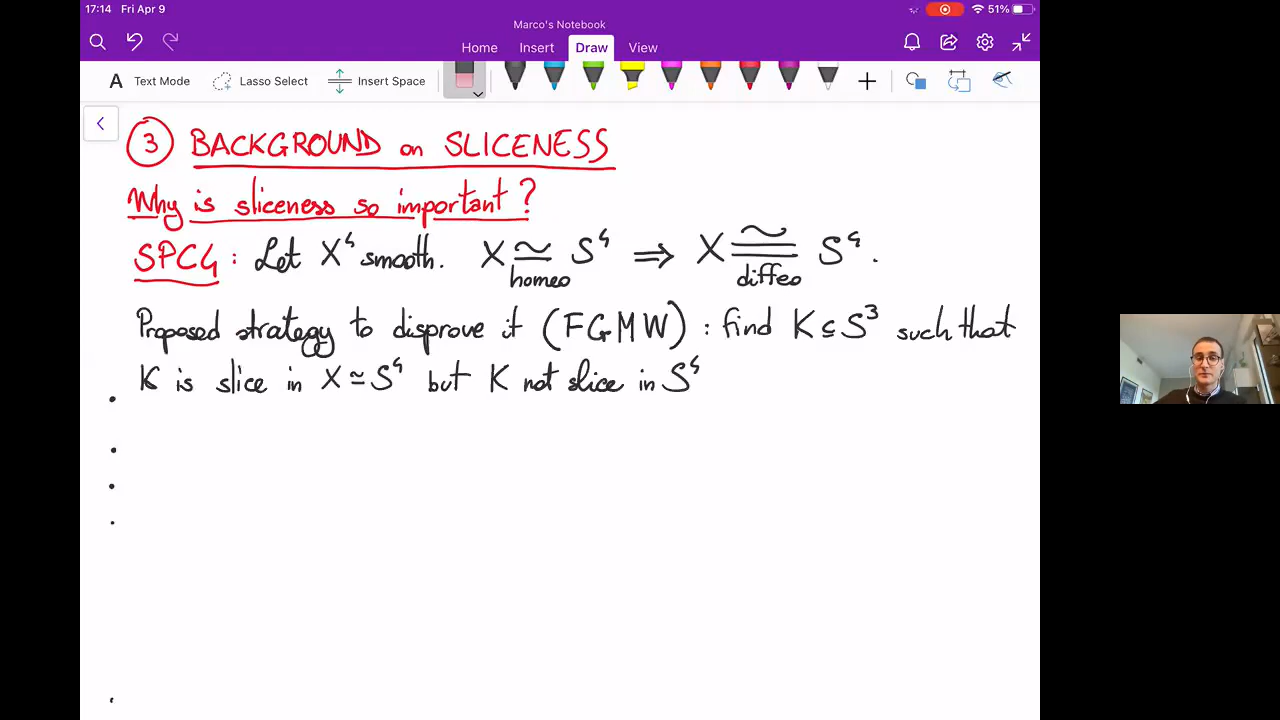 17:14 Fri Apr 9
51%
Marco's Notebook
Home Insert Draw View
A Text Mode Lasso Select Insert Space
③ BACKGROUND on SLICENESS
Why is sliceness so important?
SPC4 : Let X⁴ smooth. X ≅ S⁴ ⇒ X ≅ S⁴.
homeo diffeo
Proposed strategy to disprove it (FGMW) : find K ⊆ S³ such that
K is slice in X ≃ S⁴ but K not slice in S⁴